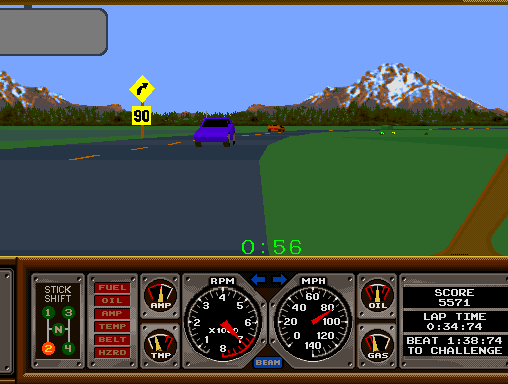 90
0:56
STICK
SHIFT
1 3
N
2 4
FUEL
OIL
AMP
TEMP
BELT
HZRD
AMP
TMP
RPM
1 2 3 4 5 6 7 8
X1000
BEAM
MPH
0 20 40 60 80 100 120 140
OIL
GAS
SCORE
5571
LAP TIME
0:34:74
BEAT 1:38:74
TO CHALLENGE